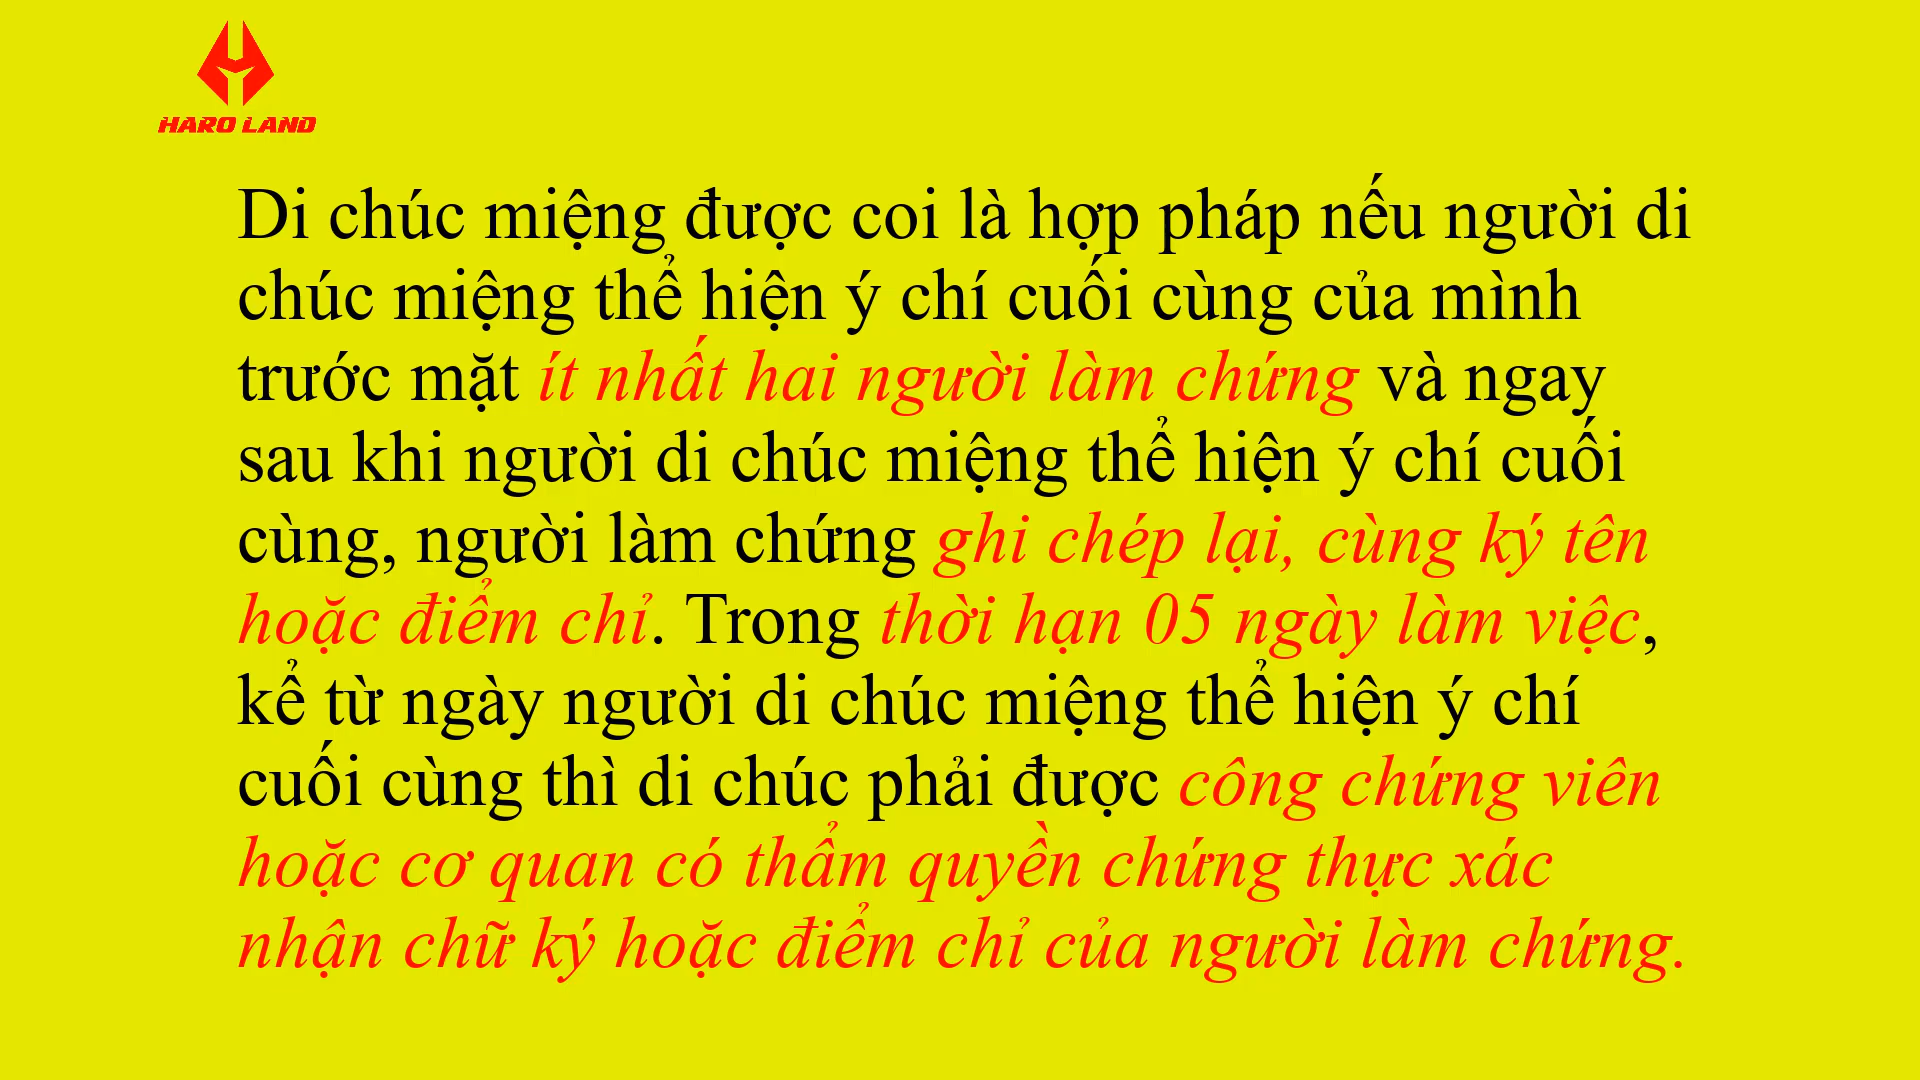 HARO LAND
Di chúc miệng được coi là hợp pháp nếu người di
chúc miệng thể hiện ý chí cuối cùng của mình
trước mặt ít nhất hai người làm chứng và ngay
sau khi người di chúc miệng thể hiện ý chí cuối
cùng, người làm chứng ghi chép lại, cùng ký tên
hoặc điểm chỉ. Trong thời hạn 05 ngày làm việc,
kể từ ngày người di chúc miệng thể hiện ý chí
cuối cùng thì di chúc phải được công chứng viên
hoặc cơ quan có thẩm quyền chứng thực xác
nhận chữ ký hoặc điểm chỉ của người làm chứng.